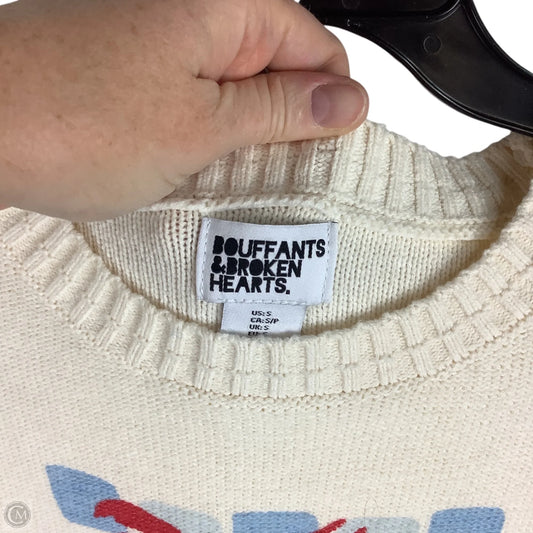 BOUFFANTS
&BROKEN
HEARTS.
US:S
CA:S/P
UK:S